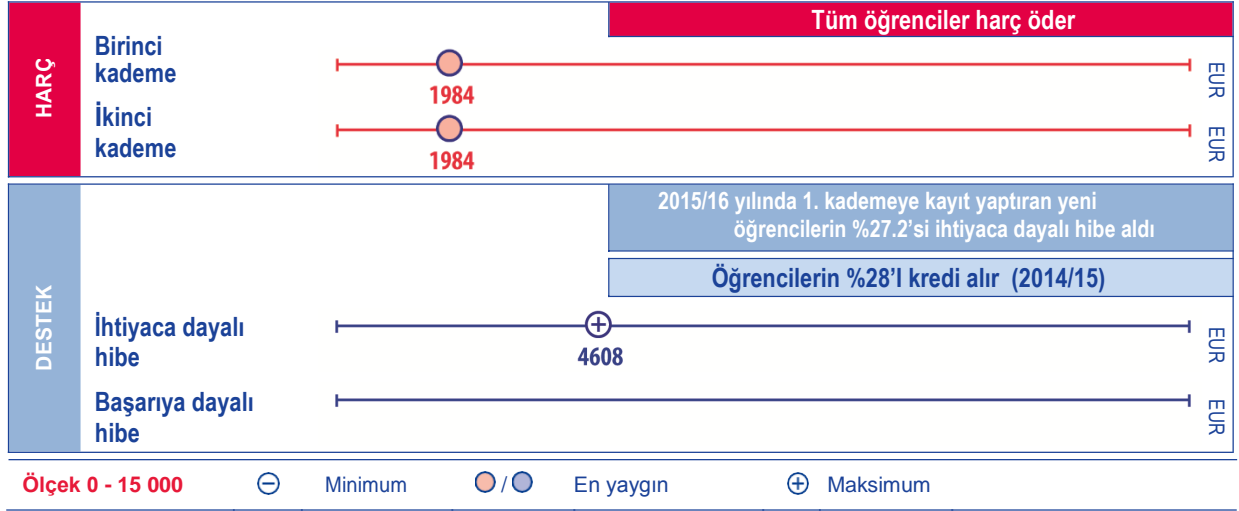 HARÇ
Tüm öğrenciler harç öder
Birinci
kademe
1984
EUR
İkinci
kademe
1984
EUR
DESTEK
2015/16 yılında 1. kademeye kayıt yaptıran yeni
öğrencilerin %27.2’si ihtiyaca dayalı hibe aldı
Öğrencilerin %28’I kredi alır (2014/15)
İhtiyaca dayalı
hibe
4608
EUR
Başarıya dayalı
hibe
EUR
Ölçek 0 - 15 000 Minimum / En yaygın Maksimum